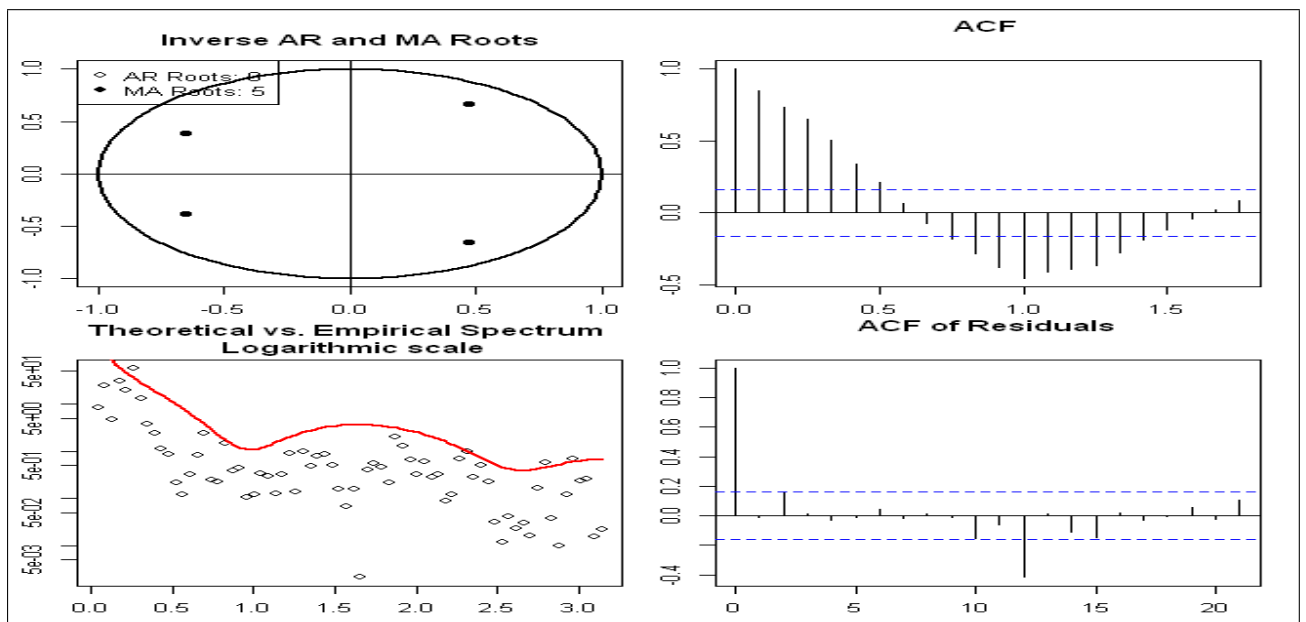 Inverse AR and MA Roots
AR Roots:
MA Roots: 5
1.0
0.5
0.0
-0.5
-1.0
-1.0 -0.5 0.0 0.5 1.0
ACF
0.5
0.0
-0.5
0.0 0.5 1.0 1.5
Theoretical vs. Empirical Spectrum
Logarithmic scale
5e+01
5e+00
5e-01
5e-02
5e-03
0.0 0.5 1.0 1.5 2.0 2.5 3.0
ACF of Residuals
1.0
0.8
0.6
0.4
0.2
0.0
-0.4
0 5 10 15 20